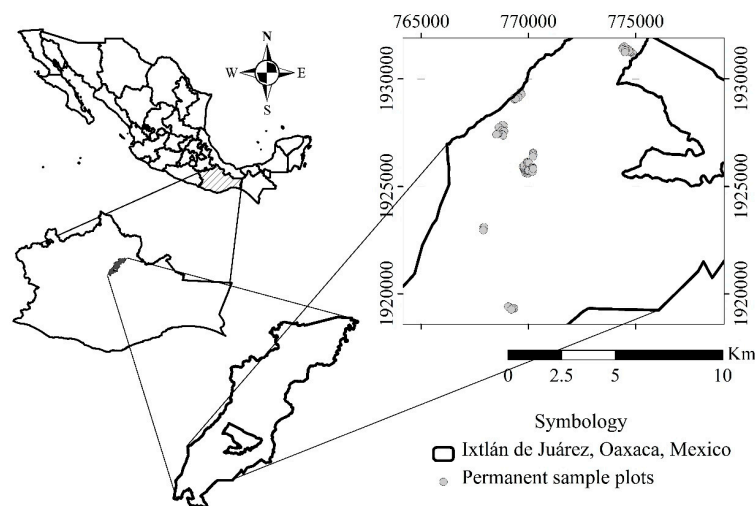 765000 770000 775000
N
W E
S
1930000 1930000
1925000 1925000
1920000 1920000
Km
0 2.5 5 10
Symbology
Ixtlán de Juárez, Oaxaca, Mexico
Permanent sample plots